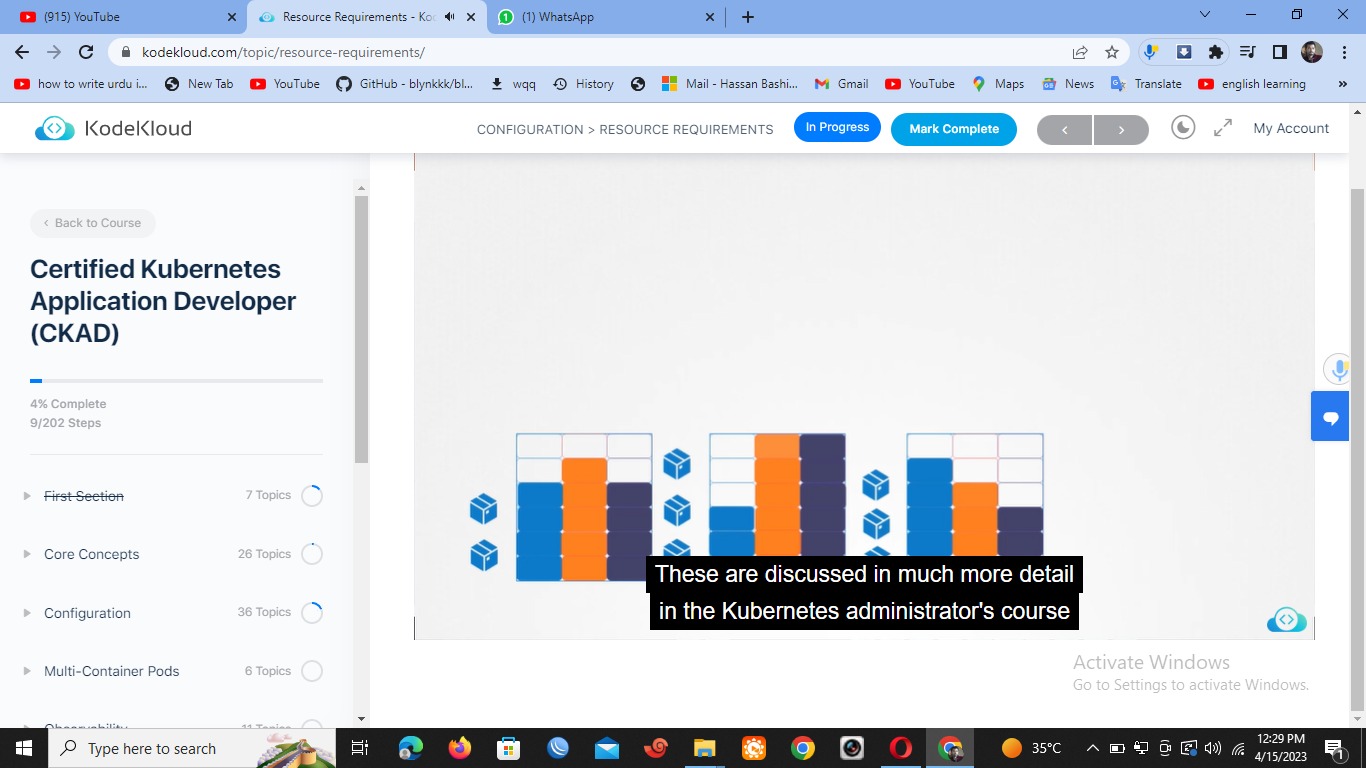 (915) YouTube
Resource Requirements - Ko
(1) WhatsApp
kodekloud.com/topic/resource-requirements/
how to write urdu i...
New Tab
YouTube
GitHub - blynkkk/bl...
wqq
History
Mail - Hassan Bashi...
Gmail
YouTube
Maps
News
Translate
english learning
»
KodeKloud
CONFIGURATION > RESOURCE REQUIREMENTS
In Progress
Mark Complete
My Account
Back to Course
Certified Kubernetes
Application Developer
(CKAD)
4% Complete
9/202 Steps
First Section
7 Topics
Core Concepts
26 Topics
Configuration
36 Topics
Multi-Container Pods
6 Topics
Observability
11 Topics
These are discussed in much more detail
in the Kubernetes administrator's course
Activate Windows
Go to Settings to activate Windows.
Type here to search
35°C
12:29 PM
4/15/2023
1